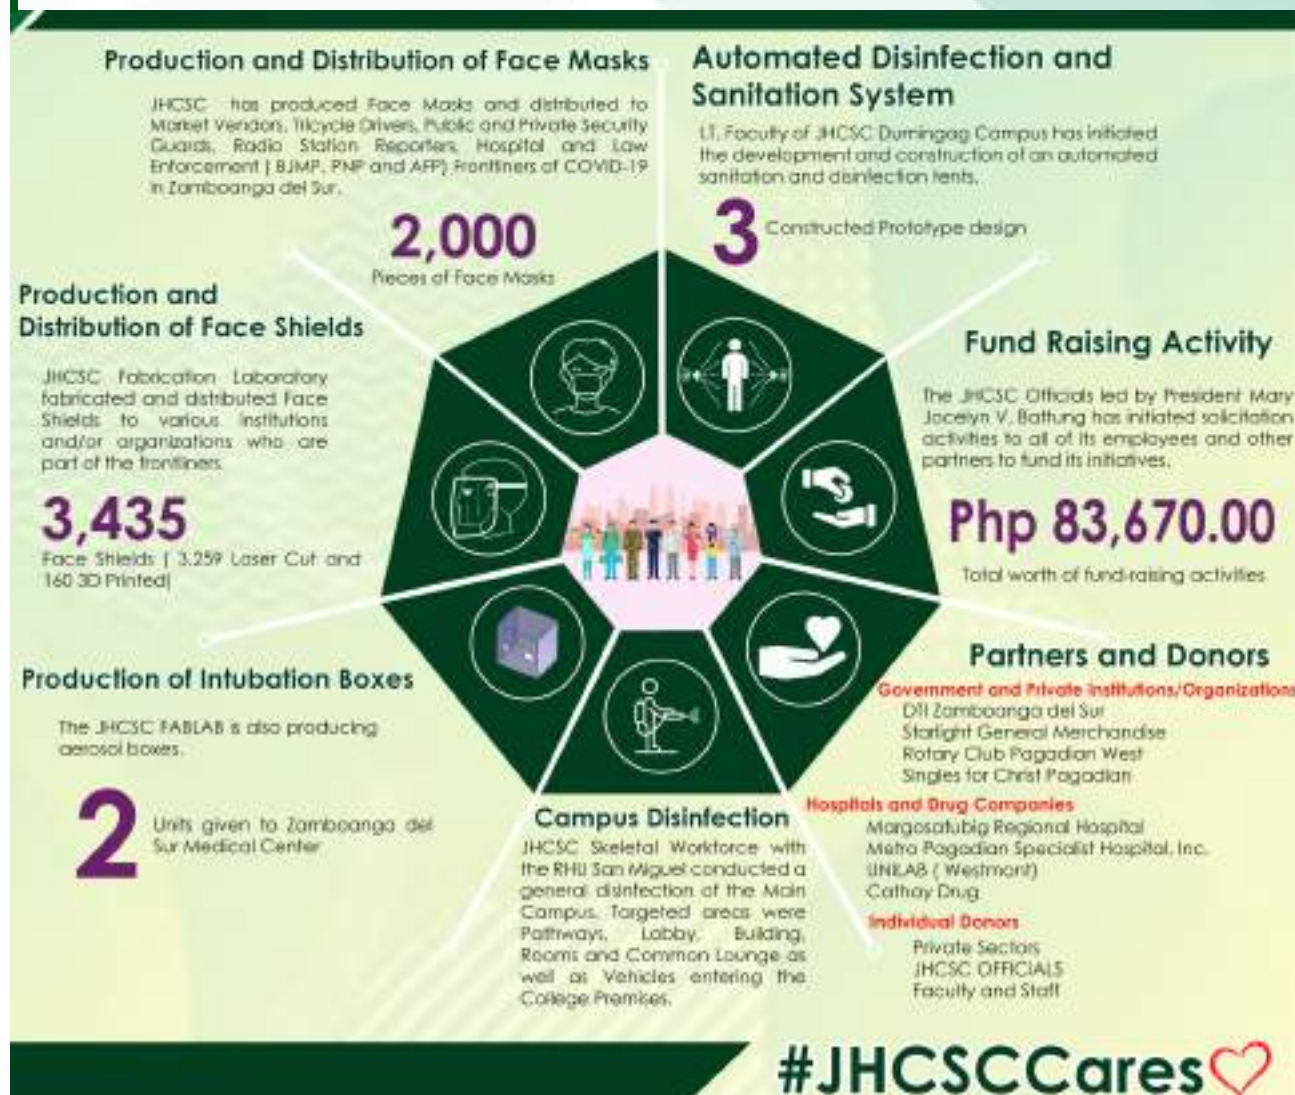 Production and Distribution of Face Masks
JHCSC has produced Face Masks and distributed to
Market Vendors, Tricycle Drivers, Public and Private Security
Guards, Radio Station Reporters, Hospital and Law
Enforcement ( BJMP, PNP and AFP) Frontliners of COVID-19
in Zamboanga del Sur.
2,000
Pieces of Face Masks
Automated Disinfection and
Sanitation System
I.T. Faculty of JHCSC Dumingag Campus has initiated
the development and construction of an automated
sanitation and disinfection tents.
3 Constructed Prototype design
Production and
Distribution of Face Shields
JHCSC Fabrication Laboratory
fabricated and distributed Face
Shields to various institutions
and/or organizations who are
part of the frontliners.
3,435
Face Shields ( 3,259 Laser Cut and
160 3D Printed)
Fund Raising Activity
The JHCSC Officials led by President Mary
Jocelyn V. Battung has initiated solicitation
activities to all of its employees and other
partners to fund its initiatives.
Php 83,670.00
Total worth of fund-raising activities
Production of Intubation Boxes
The JHCSC FABLAB is also producing
aerosol boxes.
2 Units given to Zamboanga del
Sur Medical Center
Campus Disinfection
JHCSC Skeletal Workforce with
the RHU San Miguel conducted a
general disinfection of the Main
Campus. Targeted areas were
Pathways, Lobby, Building,
Rooms and Common Lounge as
well as Vehicles entering the
College Premises.
Partners and Donors
Government and Private Institutions/Organizations
DTI Zamboanga del Sur
Starlight General Merchandise
Rotary Club Pagadian West
Singles for Christ Pagadian
Hospitals and Drug Companies
Margosatubig Regional Hospital
Metro Pagadian Specialist Hospital, Inc.
UNILAB ( Westmont)
Cathay Drug
Individual Donors
Private Sectors
JHCSC OFFICIALS
Faculty and Staff
#JHCSCCares